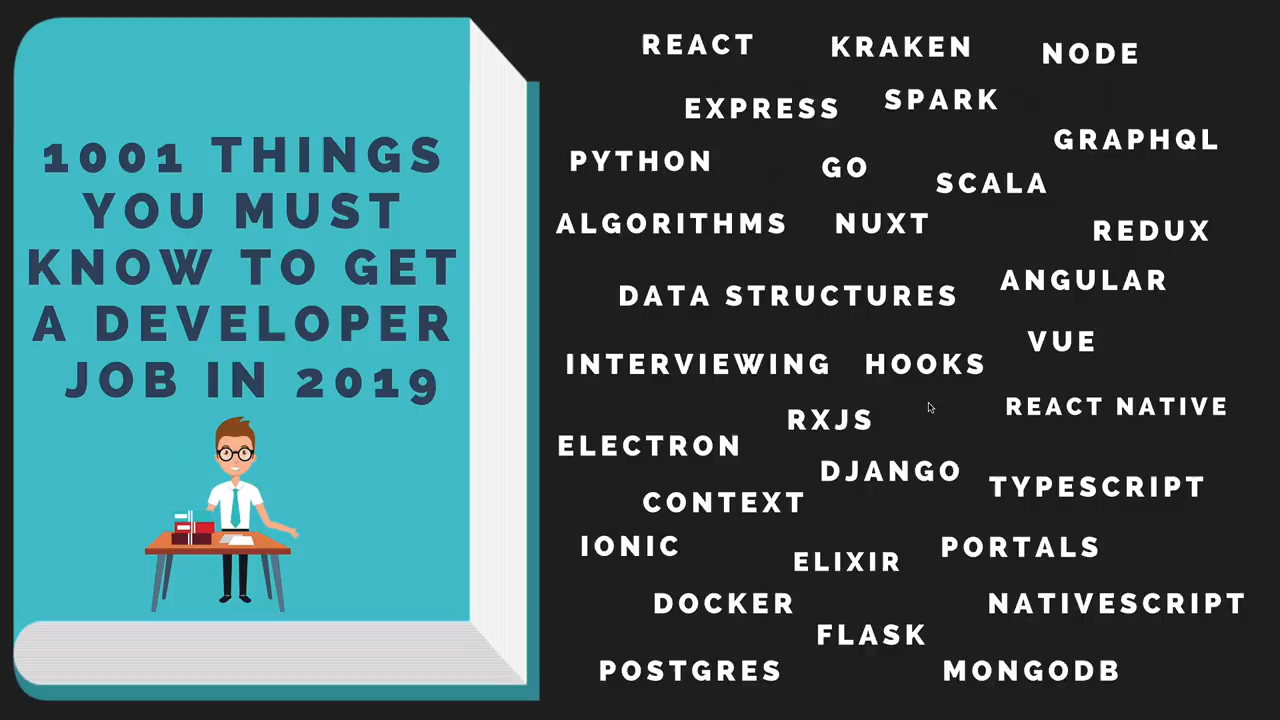 1001 THINGS
YOU MUST
KNOW TO GET
A DEVELOPER
JOB IN 2019
REACT
KRAKEN
NODE
EXPRESS
SPARK
GRAPHQL
PYTHON
GO
SCALA
ALGORITHMS
NUXT
REDUX
DATA STRUCTURES
ANGULAR
VUE
INTERVIEWING
HOOKS
REACT NATIVE
RXJS
ELECTRON
DJANGO
TYPESCRIPT
CONTEXT
IONIC
ELIXIR
PORTALS
DOCKER
NATIVESCRIPT
FLASK
POSTGRES
MONGODB